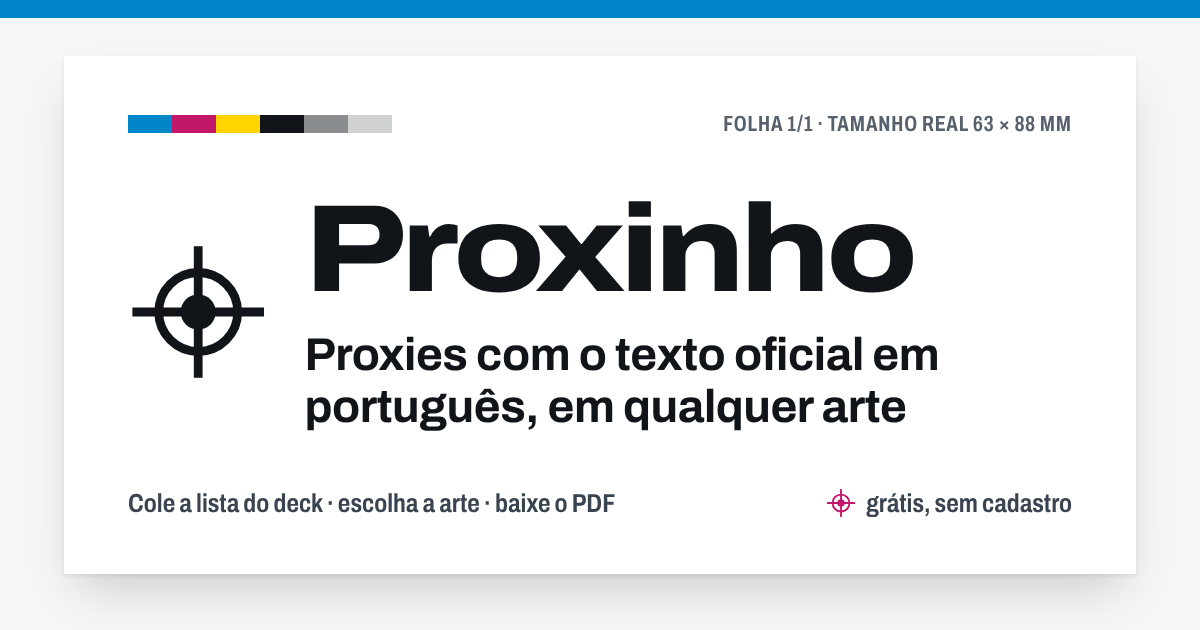 FOLHA 1/1 · TAMANHO REAL 63 × 88 MM
Proxinho
Proxies com o texto oficial em
português, em qualquer arte
Cole a lista do deck · escolha a arte · baixe o PDF
grátis, sem cadastro